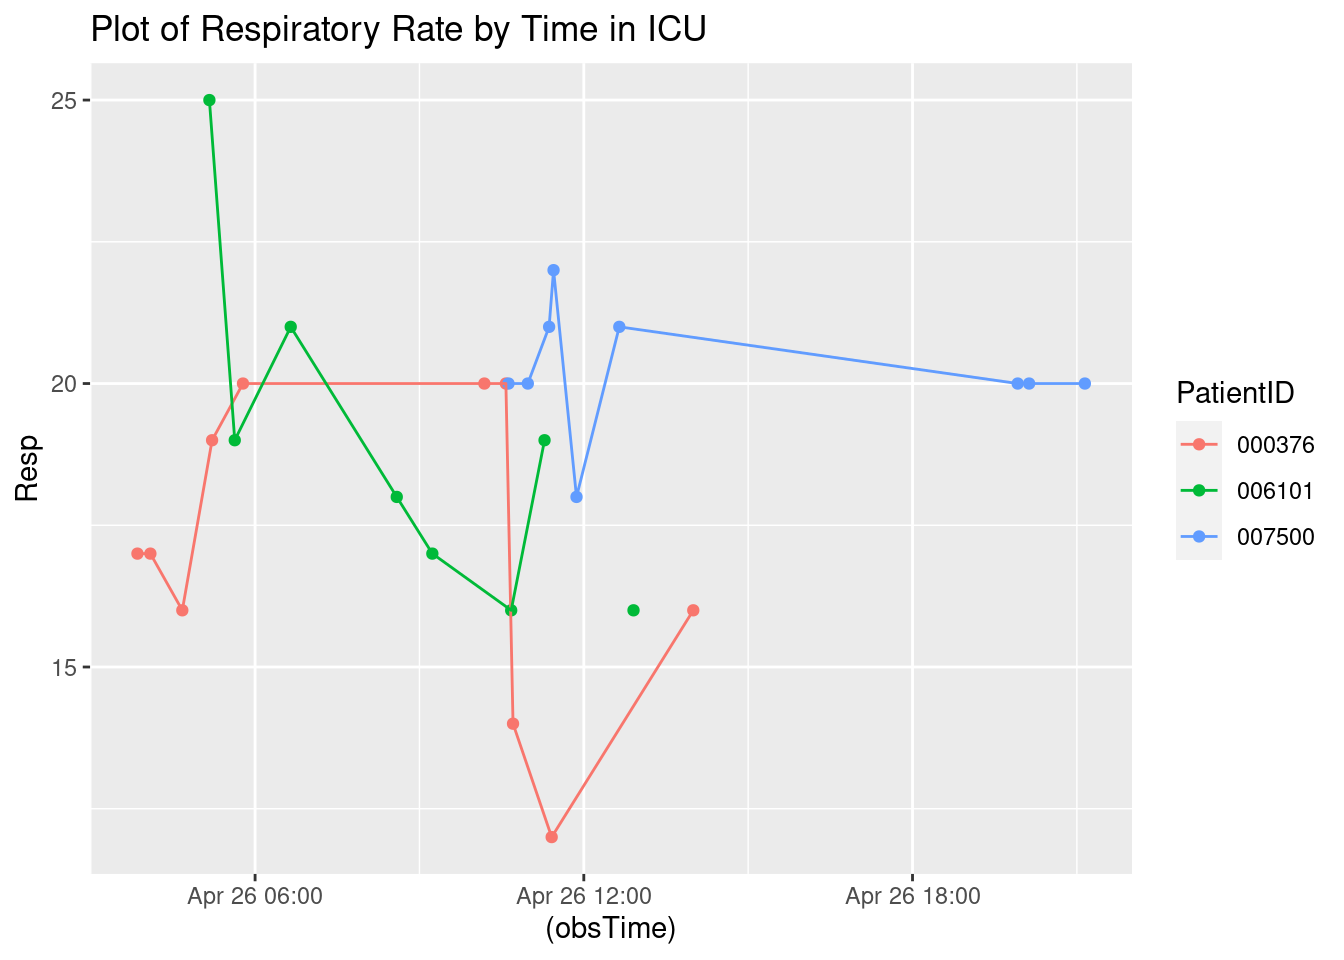 Plot of Respiratory Rate by Time in ICU
25
20
15
Resp
Apr 26 06:00
Apr 26 12:00
Apr 26 18:00
(obsTime)
PatientID
000376
006101
007500